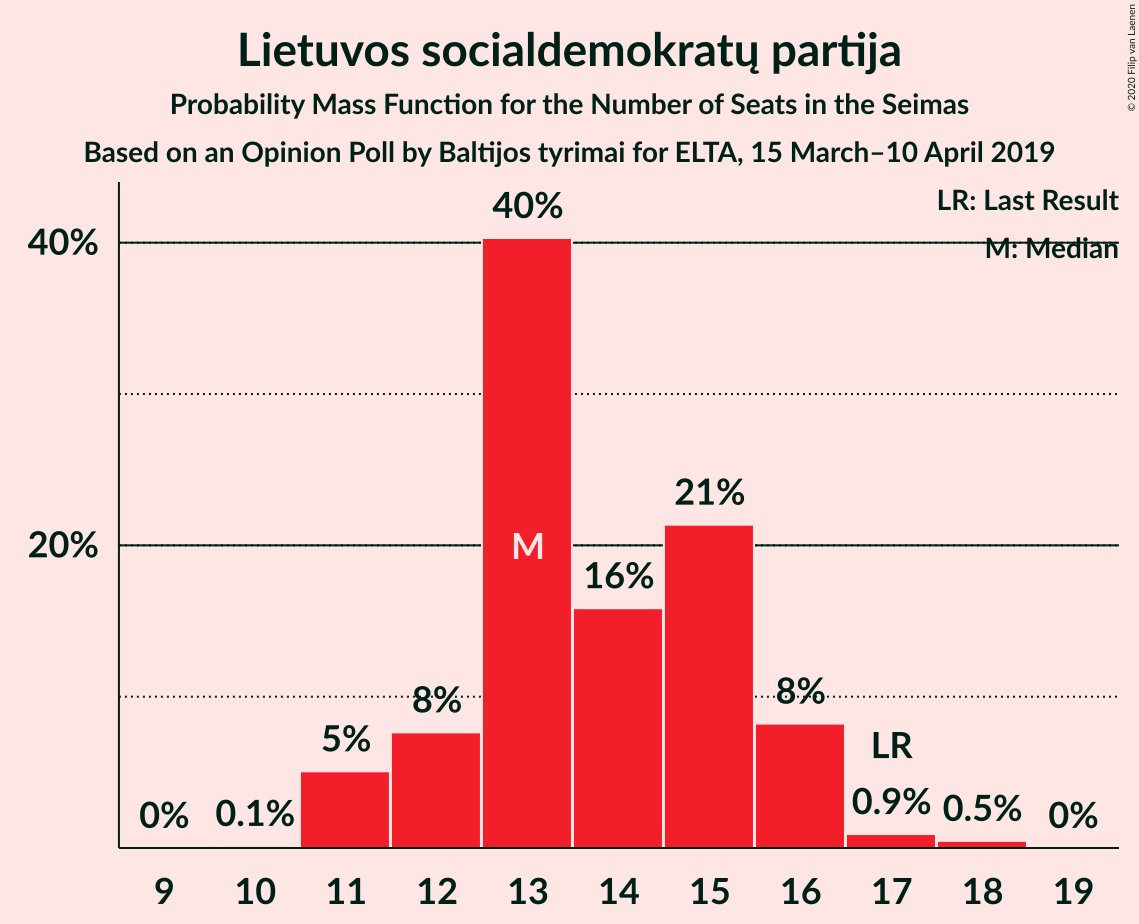 Lietuvos socialdemokratų partija
Probability Mass Function for the Number of Seats in the Seimas
Based on an Opinion Poll by Baltijos tyrimai for ELTA, 15 March–10 April 2019
© 2020 Filip van Laenen
LR: Last Result
M: Median
40%
20%
0%
0.1%
5%
8%
40%
M
16%
21%
8%
LR
0.9%
0.5%
0%
9 10 11 12 13 14 15 16 17 18 19